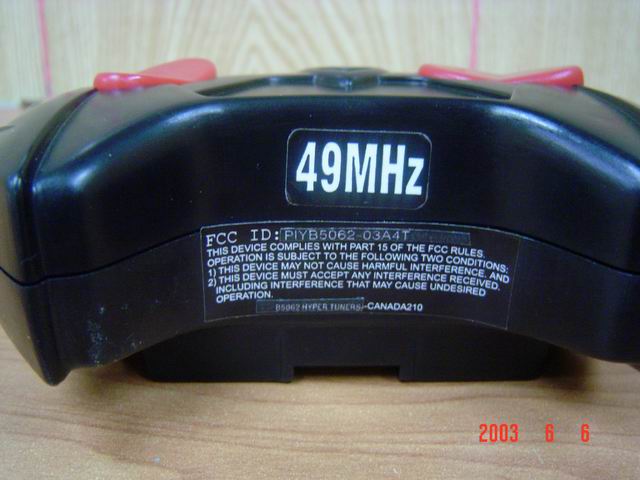 49MHz
FCC ID: PIYB5062-03A4T
THIS DEVICE COMPLIES WITH PART 15 OF THE FCC RULES.
OPERATION IS SUBJECT TO THE FOLLOWING TWO CONDITIONS:
1) THIS DEVICE MAY NOT CAUSE HARMFUL INTERFERENCE. AND
2) THIS DEVICE MUST ACCEPT ANY INTERFERENCE RECEIVED.
INCLUDING INTERFERENCE THAT MAY CAUSE UNDESIRED
OPERATION.
B5062 HYPER TUNERS -CANADA210
2003 6 6